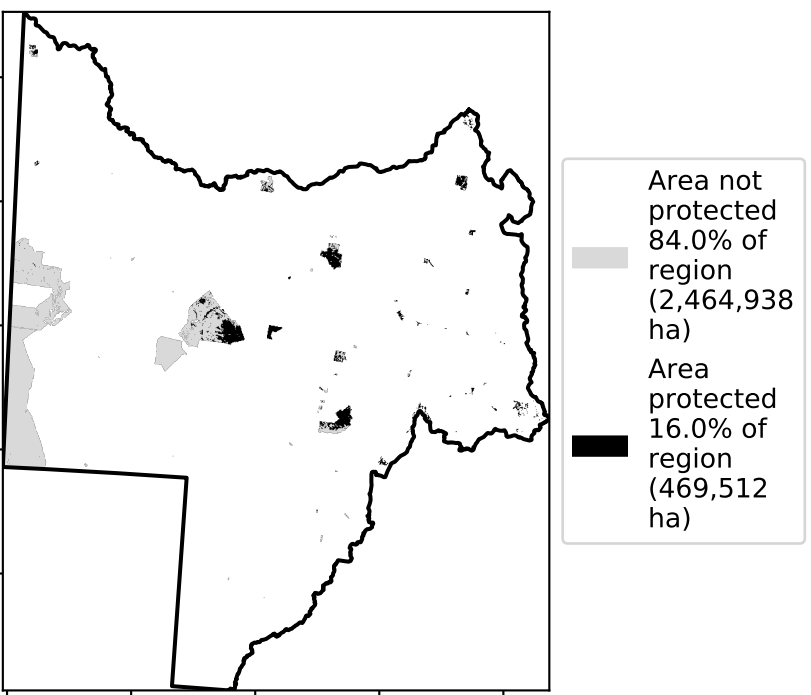 Area not
protected
84.0% of
region
(2,464,938
ha)
Area
protected
16.0% of
region
(469,512
ha)